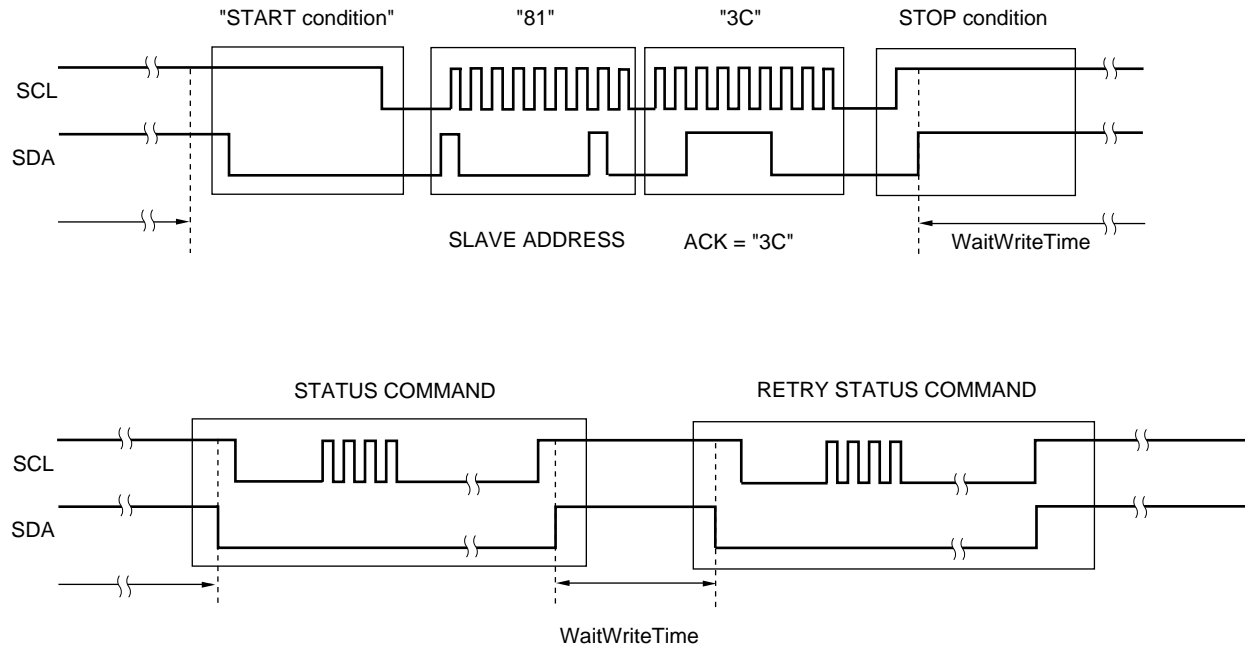 "START condition" "81" "3C" STOP condition
SCL
SDA
SLAVE ADDRESS ACK = "3C" WaitWriteTime
STATUS COMMAND RETRY STATUS COMMAND
SCL
SDA
WaitWriteTime